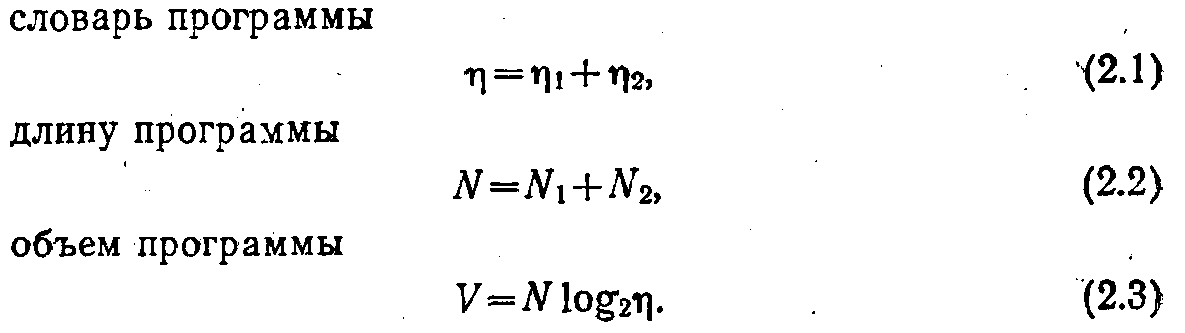 словарь программы
η=η₁+η₂, (2.1)
длину программы
N=N₁+N₂, (2.2)
объем программы
V=N log₂η. (2.3)